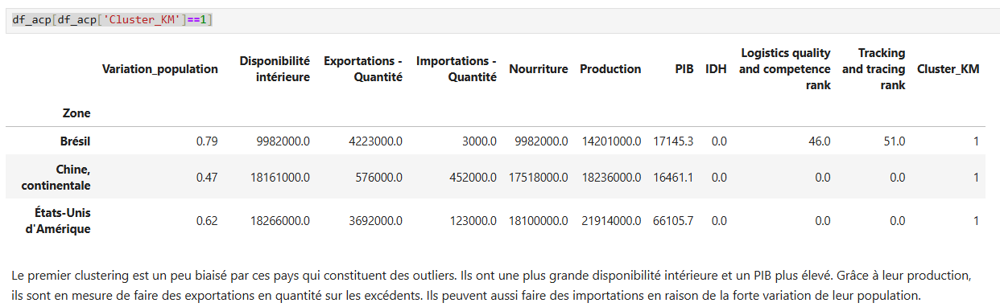 df_acp[df_acp['Cluster_KM']==1]
Variation_population Disponibilité intérieure Exportations - Quantité Importations - Quantité Nourriture Production PIB IDH Logistics quality and competence rank Tracking and tracing rank Cluster_KM
Zone
Brésil 0.79 9982000.0 4223000.0 3000.0 9982000.0 14201000.0 17145.3 0.0 46.0 51.0 1
Chine, continentale 0.47 18161000.0 576000.0 452000.0 17518000.0 18236000.0 16461.1 0.0 0.0 0.0 1
États-Unis d'Amérique 0.62 18266000.0 3692000.0 123000.0 18100000.0 21914000.0 66105.7 0.0 0.0 0.0 1
Le premier clustering est un peu biaisé par ces pays qui constituent des outliers. Ils ont une plus grande disponibilité intérieure et un PIB plus élevé. Grâce à leur production,
ils sont en mesure de faire des exportations en quantité sur les excédents. Ils peuvent aussi faire des importations en raison de la forte variation de leur population.